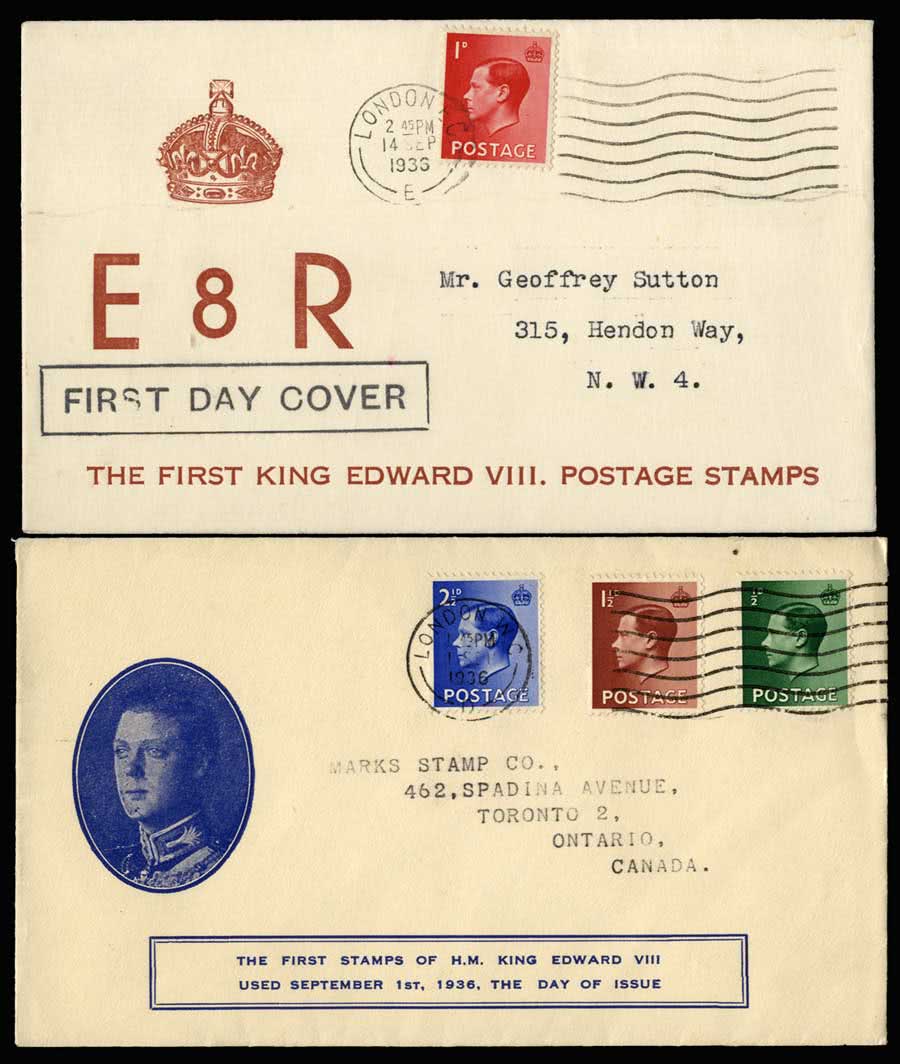 1D
POSTAGE
LONDON
2 45PM
14 SEP
1936
E
E 8 R
Mr. Geoffrey Sutton
315, Hendon Way,
N. W. 4.
FIRST DAY COVER
THE FIRST KING EDWARD VIII. POSTAGE STAMPS
2½D
POSTAGE
1½D
POSTAGE
½D
POSTAGE
LONDON W.C.
45PM
1936
MARKS STAMP CO.,
462,SPADINA AVENUE,
TORONTO 2,
ONTARIO,
CANADA.
THE FIRST STAMPS OF H.M. KING EDWARD VIII
USED SEPTEMBER 1ST, 1936, THE DAY OF ISSUE